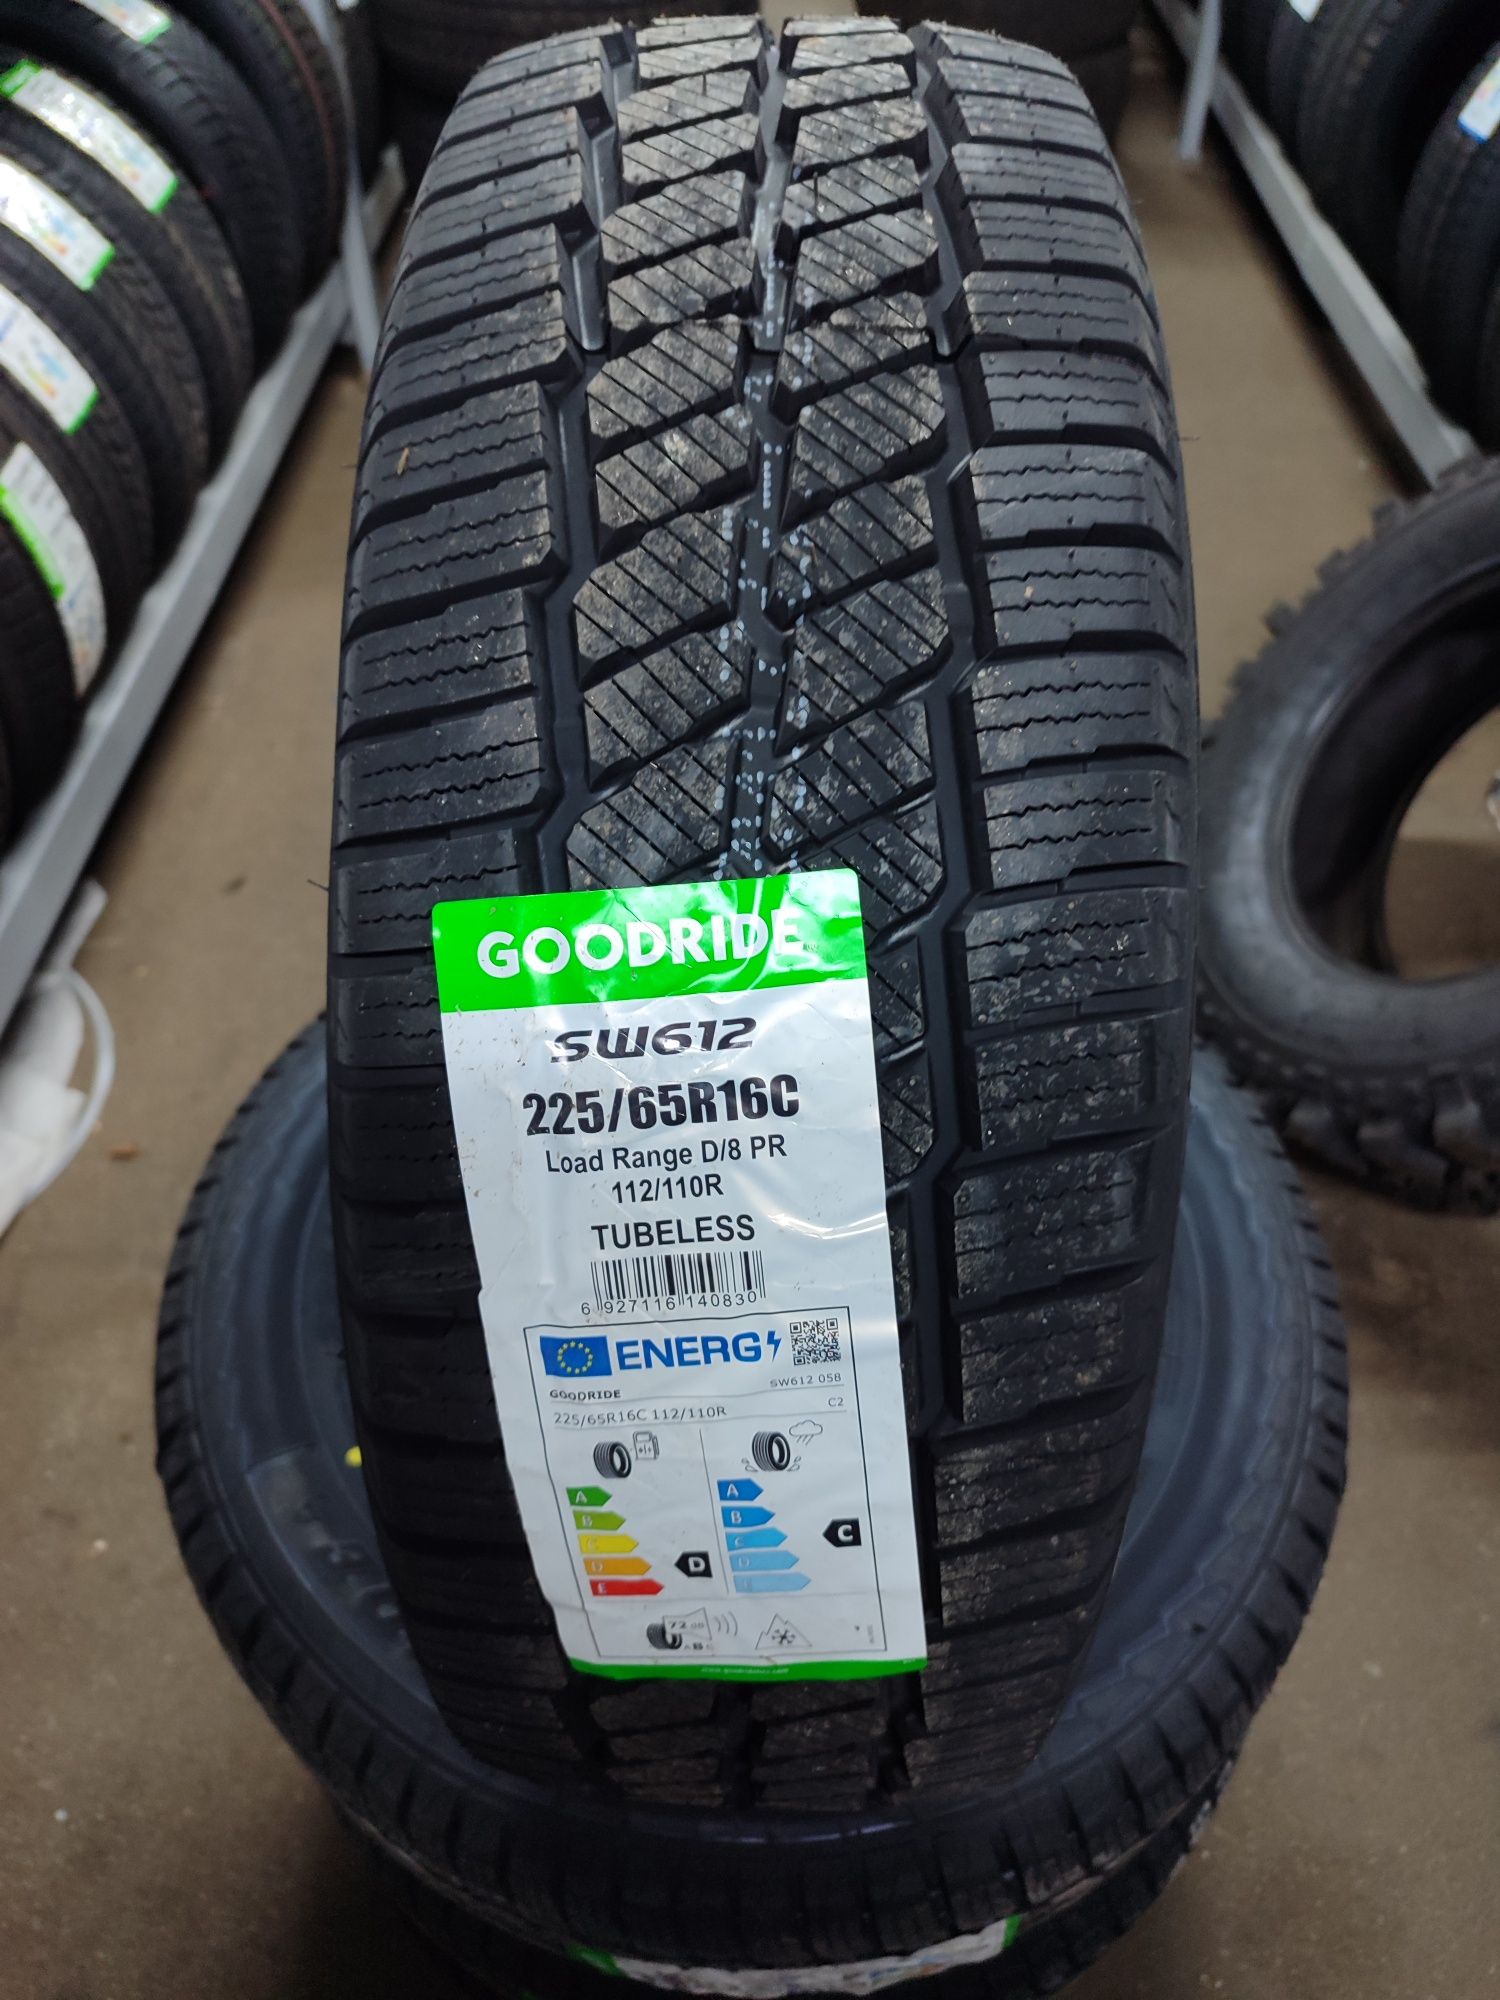 GOODRIDE
SW612
225/65R16C
Load Range D/8 PR
112/110R
TUBELESS
6 927116 140830
ENERG
GOODRIDE SW612 058
225/65R16C 112/110R C2
A A
B B
C C C
D D D
E
72 dB
A B C